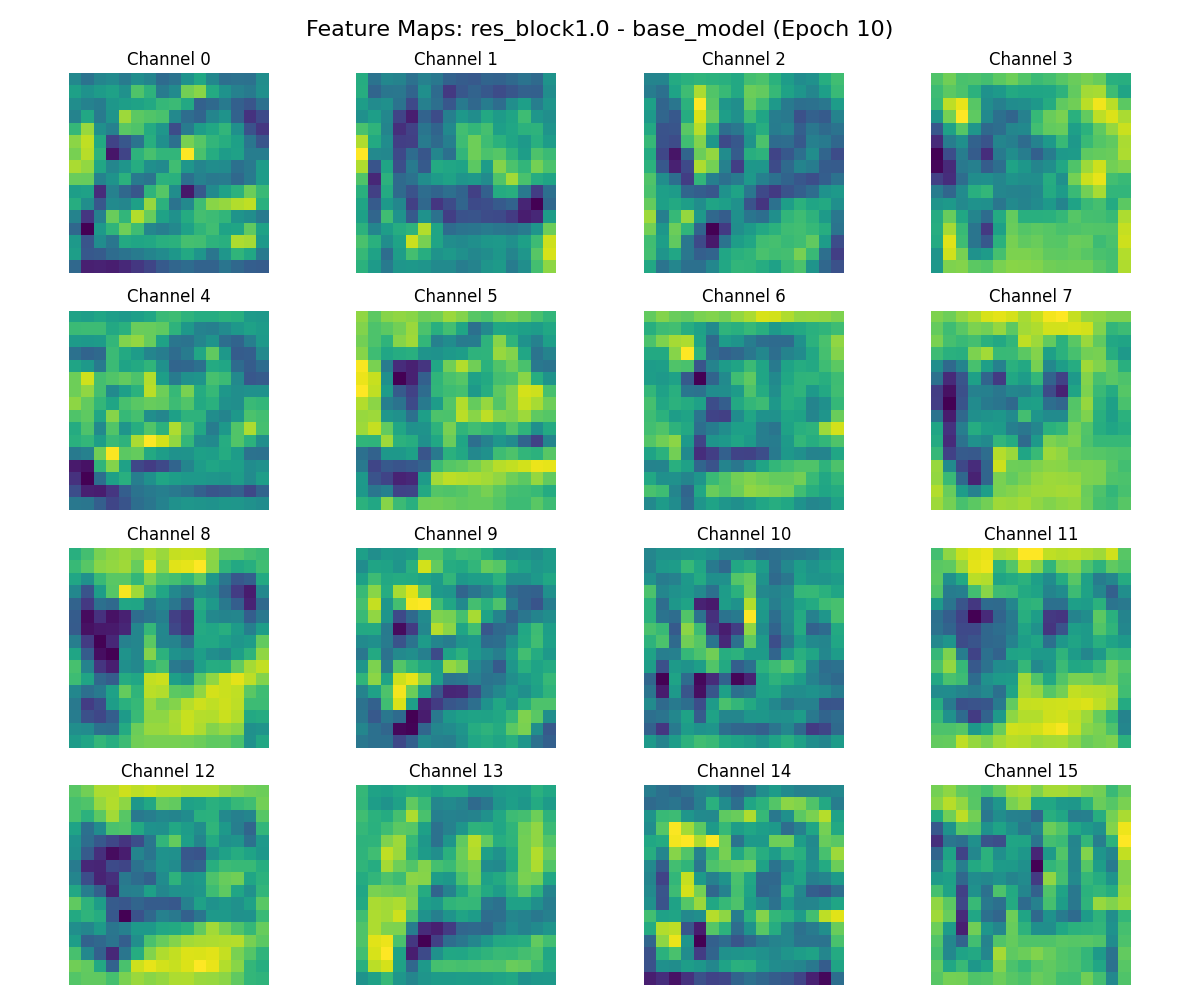 Feature Maps: res_block1.0 - base_model (Epoch 10)
Channel 0
Channel 1
Channel 2
Channel 3
Channel 4
Channel 5
Channel 6
Channel 7
Channel 8
Channel 9
Channel 10
Channel 11
Channel 12
Channel 13
Channel 14
Channel 15